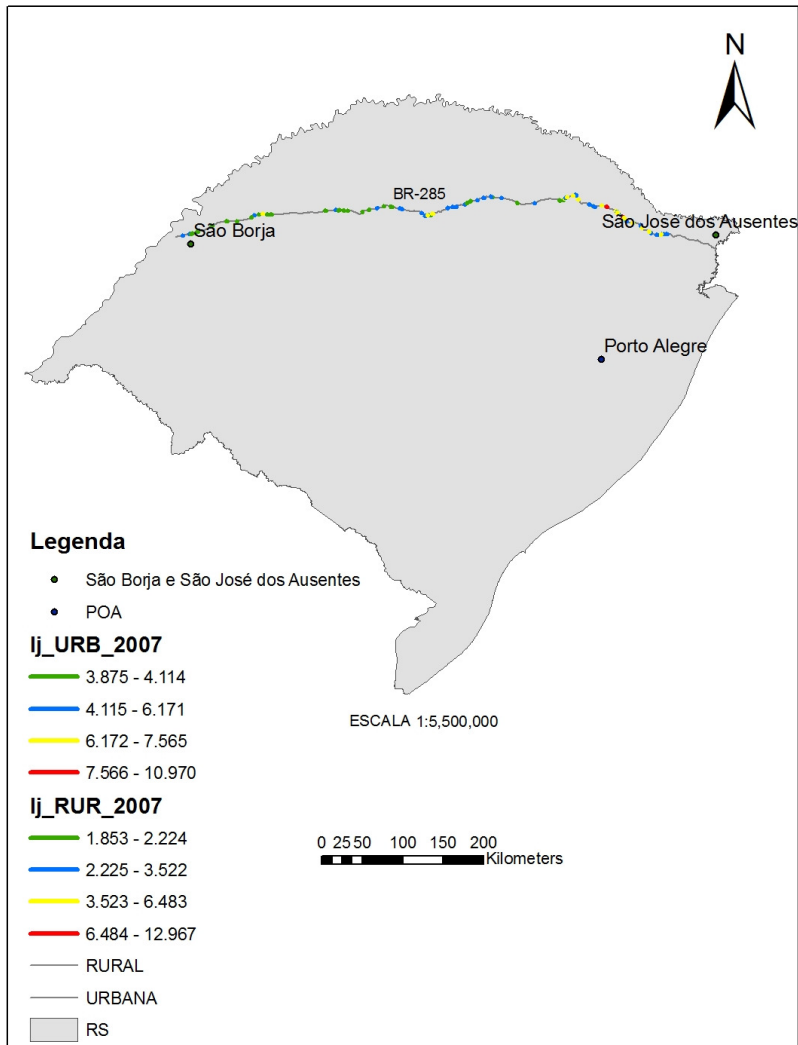 N
BR-285
São Borja
São José dos Ausentes
Porto Alegre
Legenda
São Borja e São José dos Ausentes
POA
Ij_URB_2007
3.875 - 4.114
4.115 - 6.171
6.172 - 7.565
7.566 - 10.970
Ij_RUR_2007
1.853 - 2.224
2.225 - 3.522
3.523 - 6.483
6.484 - 12.967
RURAL
URBANA
RS
ESCALA 1:5,500,000
0 25 50 100 150 200
Kilometers